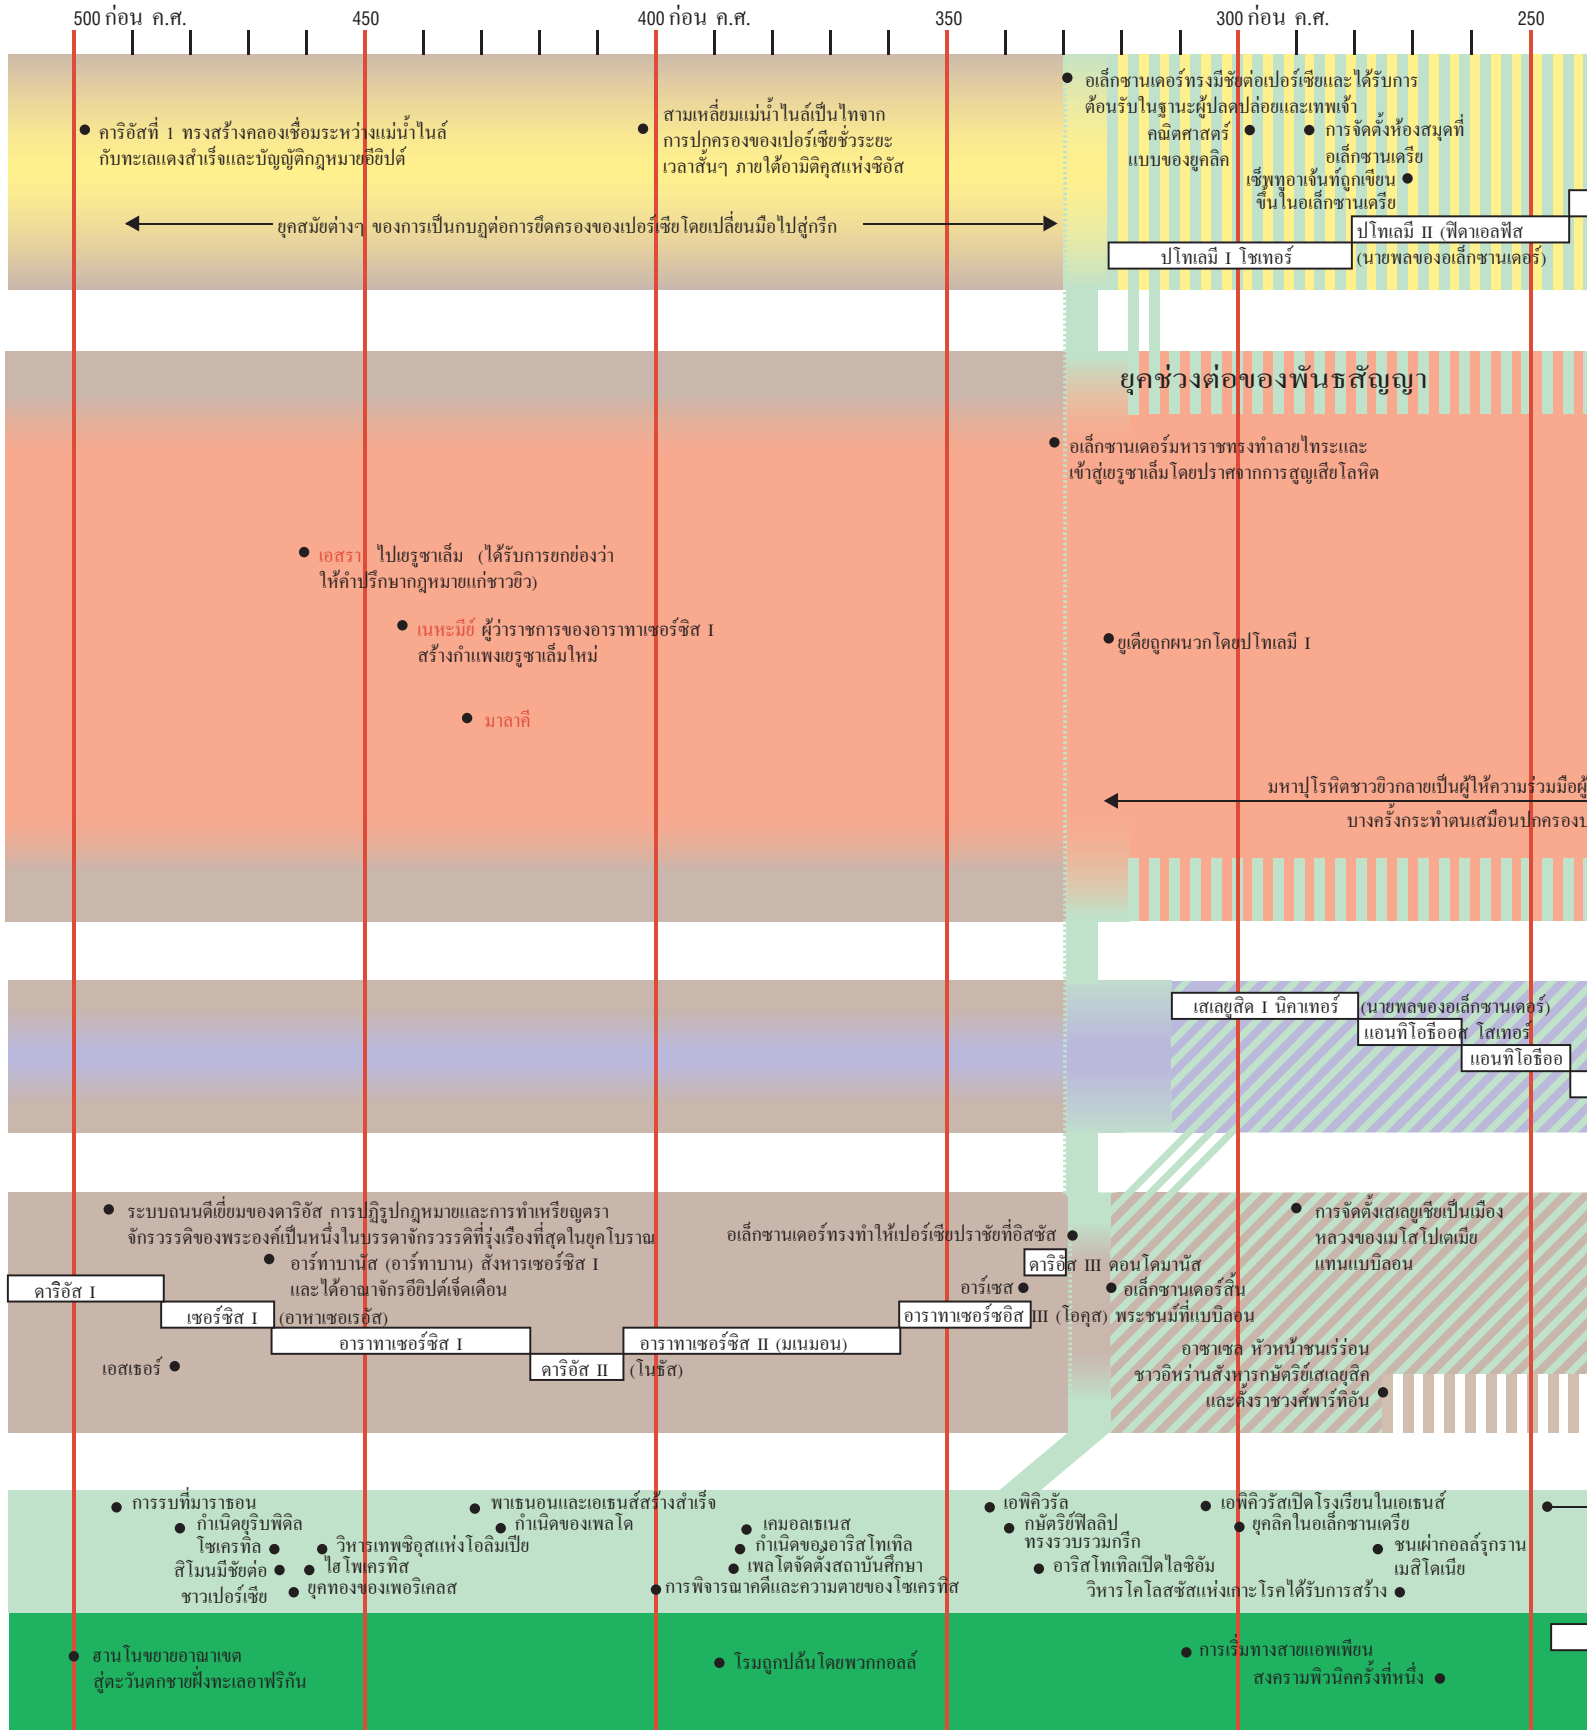 500 ก่อน ค.ศ.
450
400 ก่อน ค.ศ.
350
300 ก่อน ค.ศ.
250
อเล็กซานเดอร์ทรงมีชัยต่อเปอร์เซียและได้รับการ
ต้อนรับในฐานะผู้ปลดปล่อยและเทพเจ้า
ดาริอัสที่ 1 ทรงสร้างคลองเชื่อมระหว่างแม่น้ำไนล์
กับทะเลแดงสำเร็จและบัญญัติกฎหมายอียิปต์
สามเหลี่ยมแม่น้ำไนล์เป็นไทจาก
การปกครองของเปอร์เซียชั่วระยะ
เวลาสั้นๆ ภายใต้อามิติคุสแห่งซิอัส
คณิตศาสตร์
แบบของยูคลิค
การจัดตั้งห้องสมุดที่
อเล็กซานเดรีย
เซ็พทูอาเจ้นท์ถูกเขียน
ขึ้นในอเล็กซานเดรีย
ยุคสมัยต่างๆ ของการเป็นกบฏต่อการยึดครองของเปอร์เซียโดยเปลี่ยนมือไปสู่กรีก
ปโทเลมี II (ฟิดาเอลฟัส
ปโทเลมี I โซเทอร์
(นายพลของอเล็กซานเดอร์)
ยุคช่วงต่อของพันธสัญญา
อเล็กซานเดอร์มหาราชทรงทำลายไทระและ
เข้าสู่เยรูซาเล็มโดยปราศจากการสูญเสียโลหิต
เอสรา ไปเยรูซาเล็ม (ได้รับการยกย่องว่า
ให้คำปรึกษากฎหมายแก่ชาวยิว)
เนหะมีย์ ผู้ว่าราชการของอาราทาเซอร์ซิส I
สร้างกำแพงเยรูซาเล็มใหม่
ยูเดียถูกผนวกโดยปโทเลมี I
มาลาคี
มหาปุโรหิตชาวยิวกลายเป็นผู้ให้ความร่วมมือผู้
บางครั้งกระทำตนเสมือนปกครองบ
เสเลยูสิด I นิคาเทอร์
(นายพลของอเล็กซานเดอร์)
แอนทิโอธีออส โสเทอร์
แอนทิโอธีออ
ระบบถนนดีเยี่ยมของดาริอัส การปฏิรูปกฎหมายและการทำเหรียญตรา
จักรวรรดิของพระองค์เป็นหนึ่งในบรรดาจักรวรรดิที่รุ่งเรืองที่สุดในยุคโบราณ
อาร์ทาบานัส (อาร์ทาบาน) สังหารเซอร์ซิส I
และได้อาณาจักรอียิปต์เจ็ดเดือน
อเล็กซานเดอร์ทรงทำให้เปอร์เซียปราชัยที่อิสซัส
ดาริอัส III คอนโดมานัส
การจัดตั้งเสเลยูเซียเป็นเมือง
หลวงของเมโสโปเตเมีย
แทนแบบิลอน
ดาริอัส I
อาร์เซส
อเล็กซานเดอร์สิ้น
พระชนม์ที่แบบิลอน
เซอร์ซิส I (อาหาเซอเรอัส)
อาราทาเซอร์ซอิส III (โอคุส)
อาราทาเซอร์ซิส I
อาราทาเซอร์ซิส II (มเนมอน)
ดาริอัส II (โนธัส)
เอสเธอร์
อาซาเซล หัวหน้าชนเร่ร่อน
ชาวอิหร่านสังหารกษัตริย์เสเลยูสิค
และตั้งราชวงศ์พาร์ทิอัน
การรบที่มาราธอน
กำเนิดยุริบพิดิล
โซเครทิล
สิโมนมีชัยต่อ
ชาวเปอร์เซีย
วิหารเทพซิอุสแห่งโอลิมเปีย
ไฮโพเครทิส
ยุคทองของเพอริเคลส
พาเธนอนและเอเธนส์สร้างสำเร็จ
กำเนิดของเพลโต
เคมอลเธเนส
กำเนิดของอาริสโทเทิล
เพลโตจัดตั้งสถาบันศึกษา
การพิจารณาคดีและความตายของโซเครทิส
เอพิคิวรัล
กษัตริย์ฟิลลิป
ทรงรวบรวมกรีก
อาริสโทเทิลเปิดไลซิอัม
เอพิคิวรัสเปิดโรงเรียนในเอเธนส์
ยุคลิคในอเล็กซานเดรีย
ชนเผ่ากอลล์รุกราน
เมสิโดเนีย
วิหารโคโลสซัสแห่งเกาะโรดได้รับการสร้าง
ฮานโนขยายอาณาเขต
สู่ตะวันตกชายฝั่งทะเลอาฟริกัน
โรมถูกปล้นโดยพวกกอลล์
การเริ่มทางสายแอพเพียน
สงครามพิวนิคครั้งที่หนึ่ง